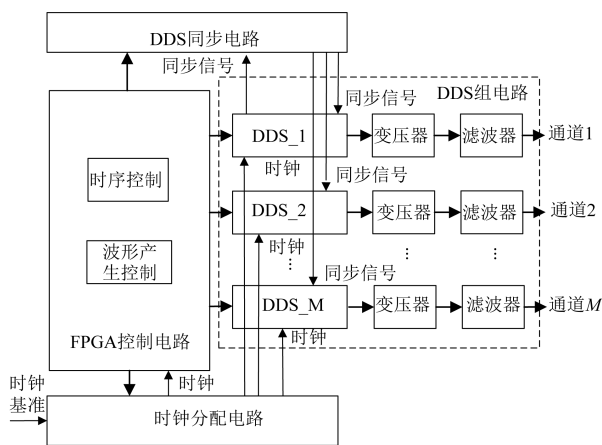 DDS同步电路
同步信号
同步信号
DDS组电路
DDS_1
变压器
滤波器
通道1
时钟
时序控制
同步信号
DDS_2
变压器
滤波器
通道2
时钟
波形产
生控制
...
...
...
同步信号
DDS_M
变压器
滤波器
通道M
FPGA控制电路
时钟
时钟
基准
时钟
时钟分配电路